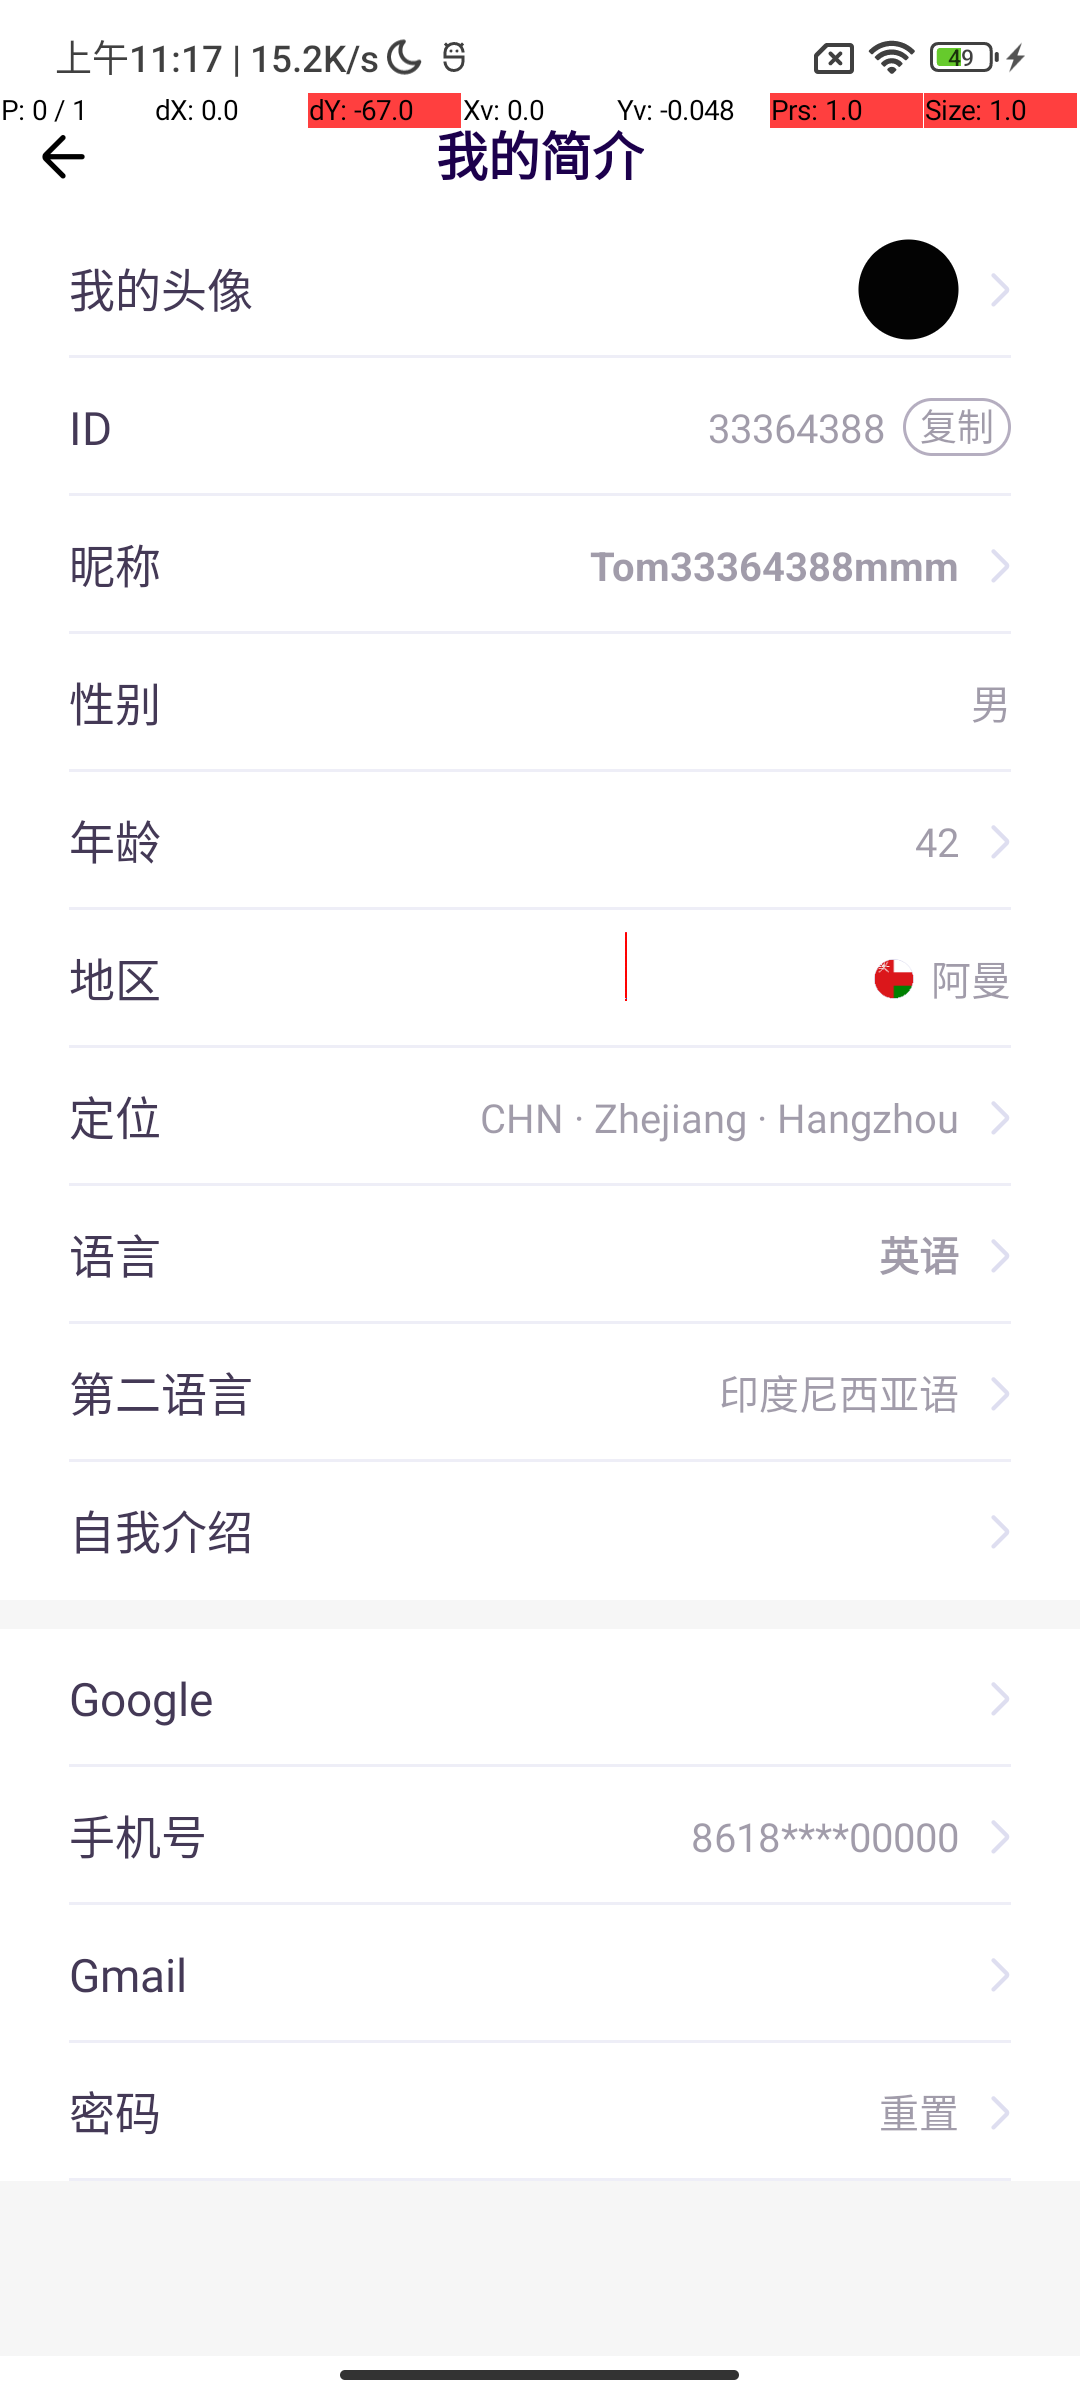 上午11:17 | 15.2K/s 49
P: 0 / 1 dX: 0.0 dY: -67.0 Xv: 0.0 Yv: -0.048 Prs: 1.0 Size: 1.0
我的简介
我的头像
ID 33364388 复制
昵称 Tom33364388mmm
性别 男
年龄 42
地区 阿曼
定位 CHN · Zhejiang · Hangzhou
语言 英语
第二语言 印度尼西亚语
自我介绍
Google
手机号 8618****00000
Gmail
密码 重置